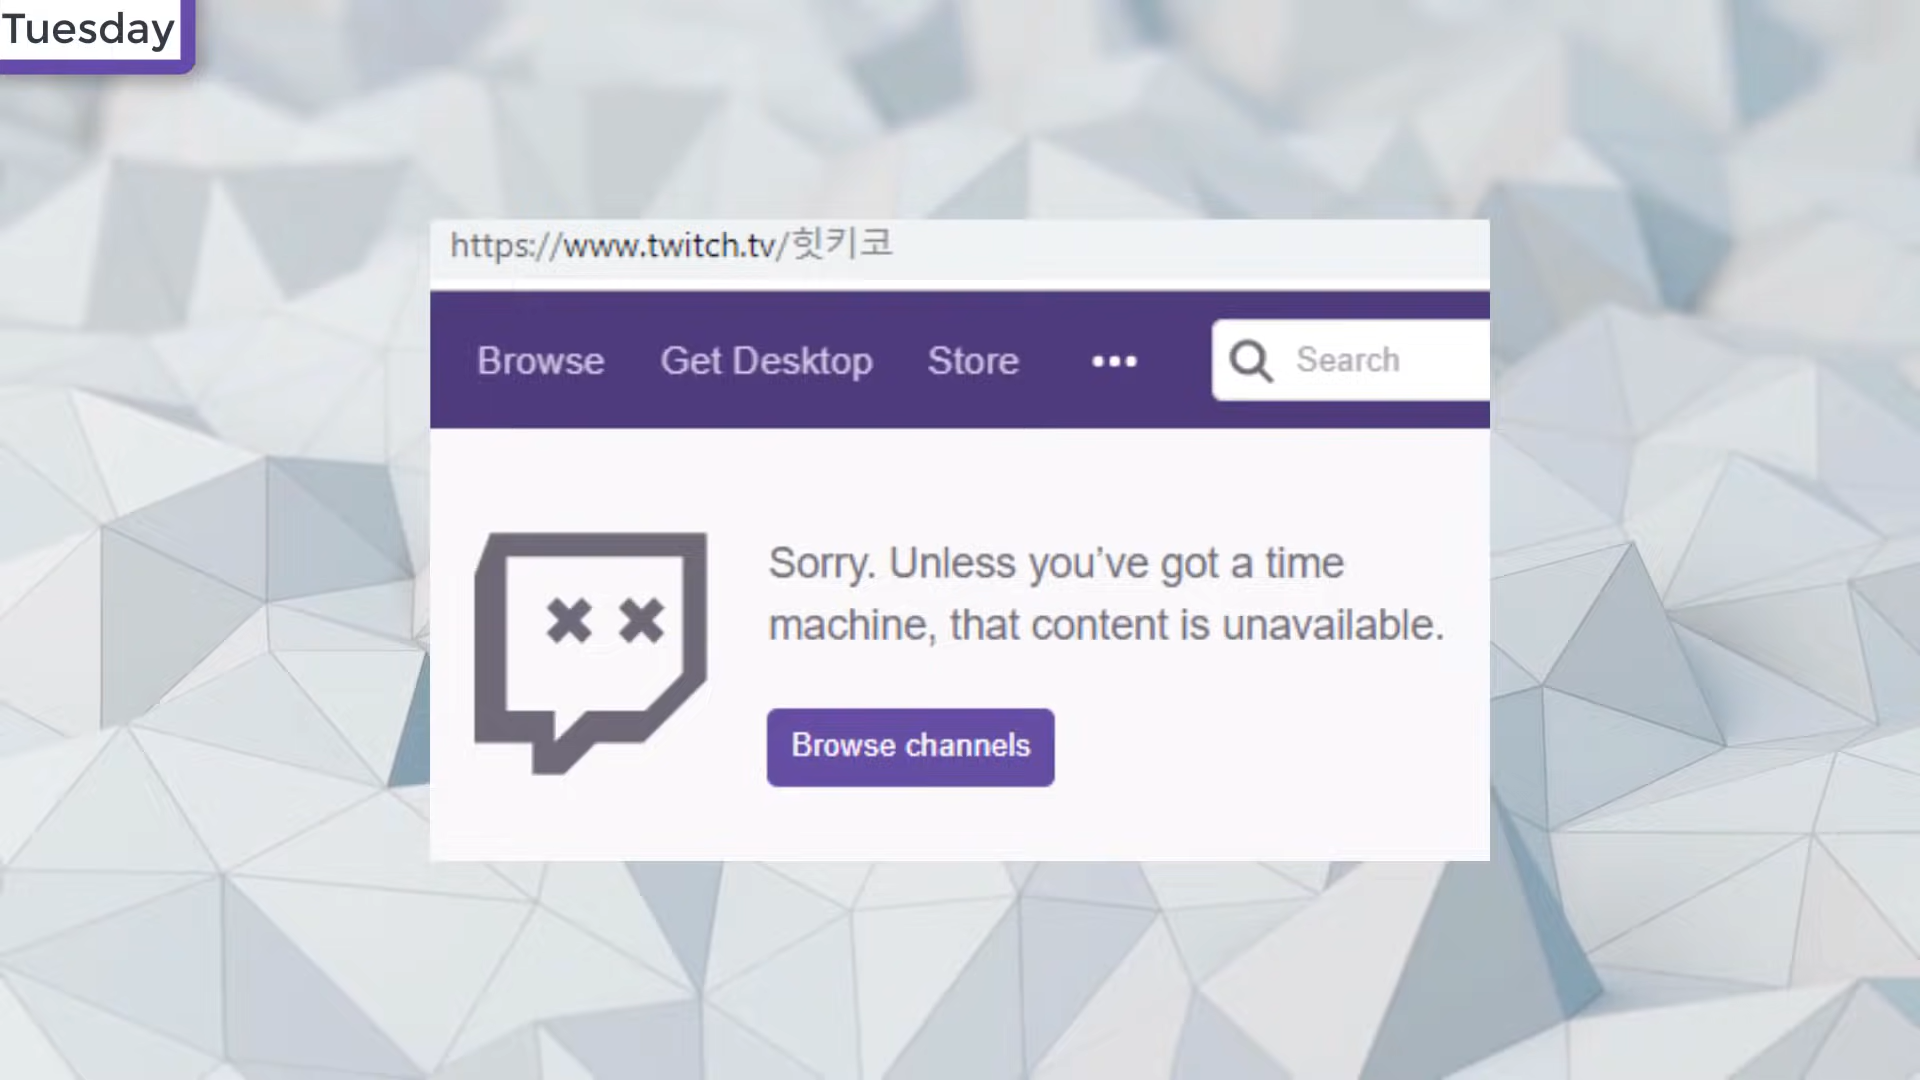 Tuesday
https://www.twitch.tv/힛키코
Browse Get Desktop Store ••• Search
Sorry. Unless you've got a time
machine, that content is unavailable.
Browse channels